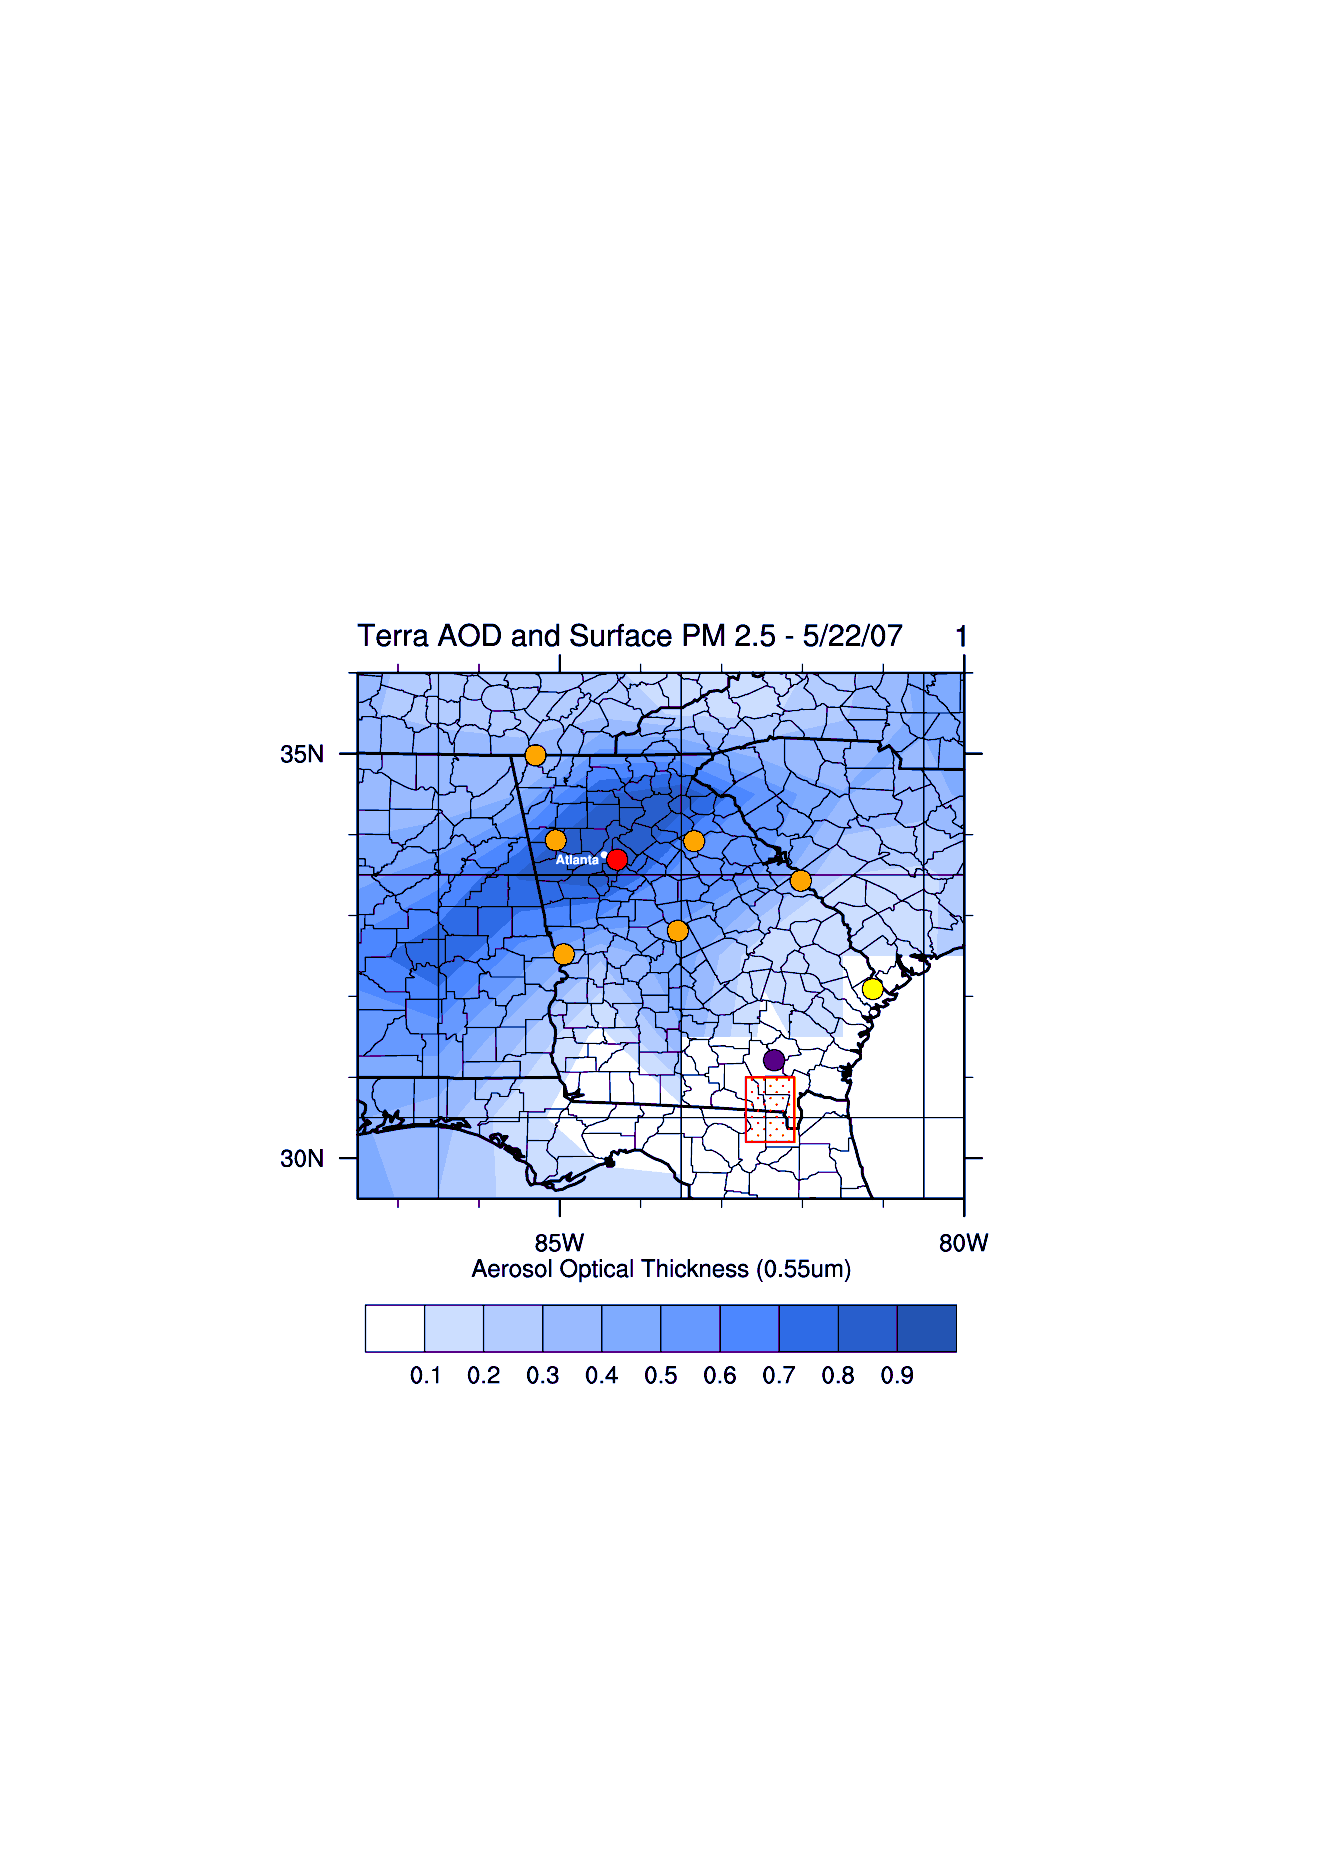 Terra AOD and Surface PM 2.5 - 5/22/07 1
35N
Atlanta
30N
85W 80W
Aerosol Optical Thickness (0.55um)
0.1 0.2 0.3 0.4 0.5 0.6 0.7 0.8 0.9